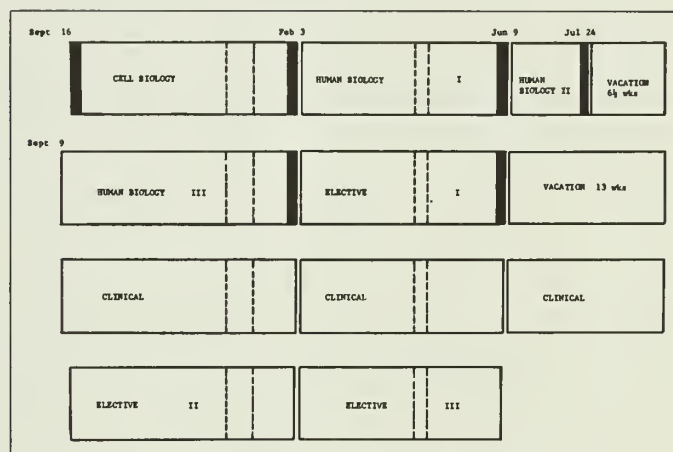 Sept 16 Feb 3 Jun 9 Jul 24
CELL BIOLOGY
HUMAN BIOLOGY I
HUMAN
BIOLOGY II
VACATION
6½ wks
Sept 9
HUMAN BIOLOGY III
ELECTIVE I
VACATION 13 wks
CLINICAL
CLINICAL
CLINICAL
ELECTIVE II
ELECTIVE III